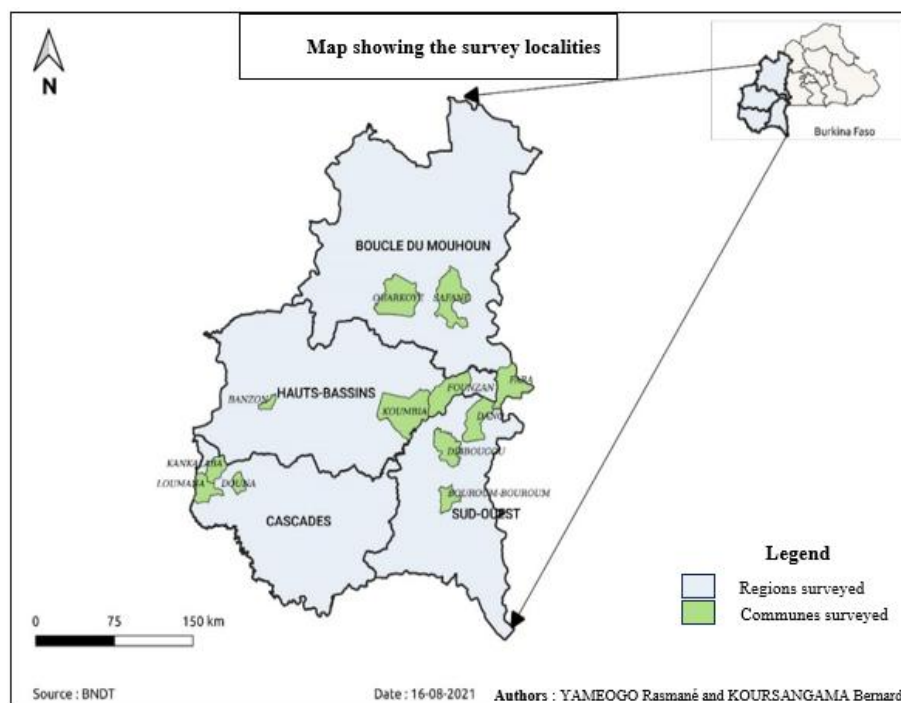 Map showing the survey localities
N
Burkina Faso
BOUCLE DU MOUHOUN
OUARKOYE SAFANE
BANZON HAUTS-BASSINS KOUMBIA FOUNZAN FARA
DANO
DIEBOUGOU
KANKALABA
LOUMANA DOUNA
BOUROUM-BOUROUM
CASCADES SUD-OUEST
Legend
Regions surveyed
Communes surveyed
0 75 150 km
Source : BNDT Date : 16-08-2021 Authors : YAMEOGO Rasmané and KOURSANGAMA Bernard